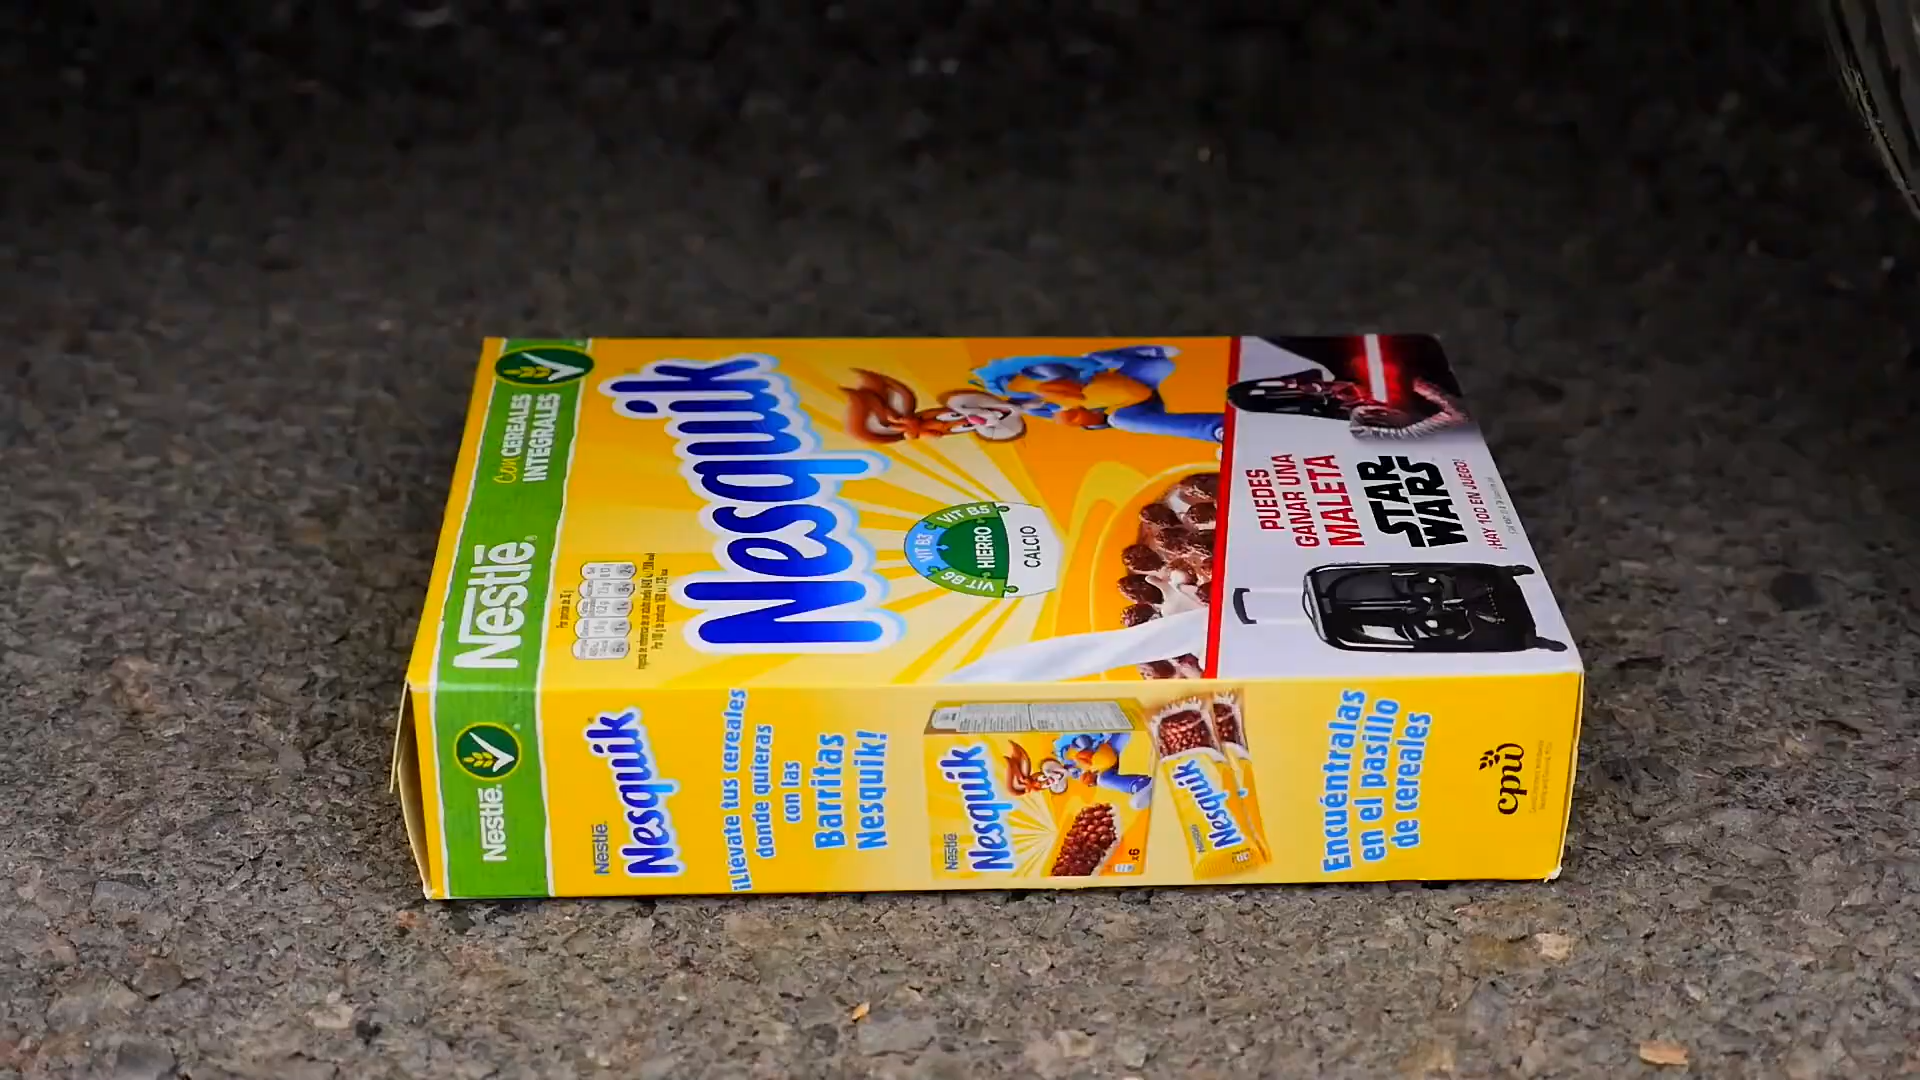 Con CEREALES
INTEGRALES
Nestlé
Nesquik
VIT B5
VIT B3
VIT B6
HIERRO
CALCIO
PUEDES
GANAR UNA
MALETA
STAR
WARS
¡HAY 100 EN JUEGO!
Nestlé
Nestlé
Nesquik
¡Llévate tus cereales
donde quieras
con las
Barritas
Nesquik!
Nestlé
Nesquik
x6
Nesquik
Encuéntralas
en el pasillo
de cereales
cpw